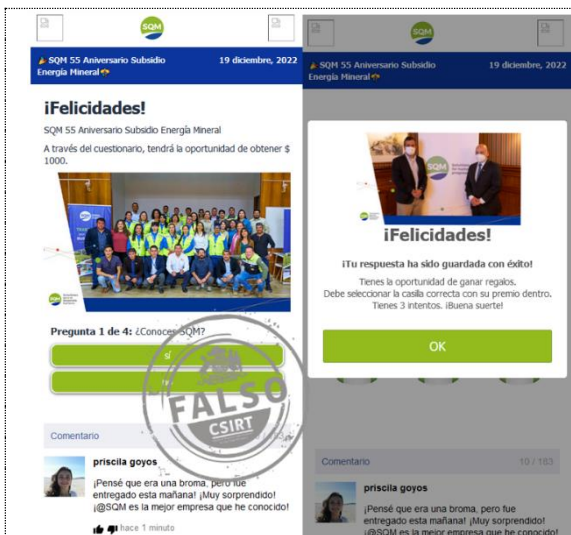 SQM
🎉 SQM 55 Aniversario Subsidio
Energía Mineral
19 diciembre, 2022
¡Felicidades!
SQM 55 Aniversario Subsidio Energía Mineral
A través del cuestionario, tendrá la oportunidad de obtener $
1000.
SQM
Pregunta 1 de 4: ¿Conoces SQM?
sí
FALSO
CSIRT
Comentario
priscila goyos
¡Pensé que era una broma, pero fue
entregado esta mañana! ¡Muy sorprendido!
¡@SQM es la mejor empresa que he conocido!
hace 1 minuto
SQM
🎉 SQM 55 Aniversario Subsidio
Energía Mineral
19 diciembre, 2022
SQM
¡Felicidades!
¡Tu respuesta ha sido guardada con éxito!
Tienes la oportunidad de ganar regalos.
Debe seleccionar la casilla correcta con su premio dentro.
Tienes 3 intentos. ¡Buena suerte!
OK
Comentario
10 / 183
priscila goyos
¡Pensé que era una broma, pero fue
entregado esta mañana! ¡Muy sorprendido!
¡@SQM es la mejor empresa que he conocido!